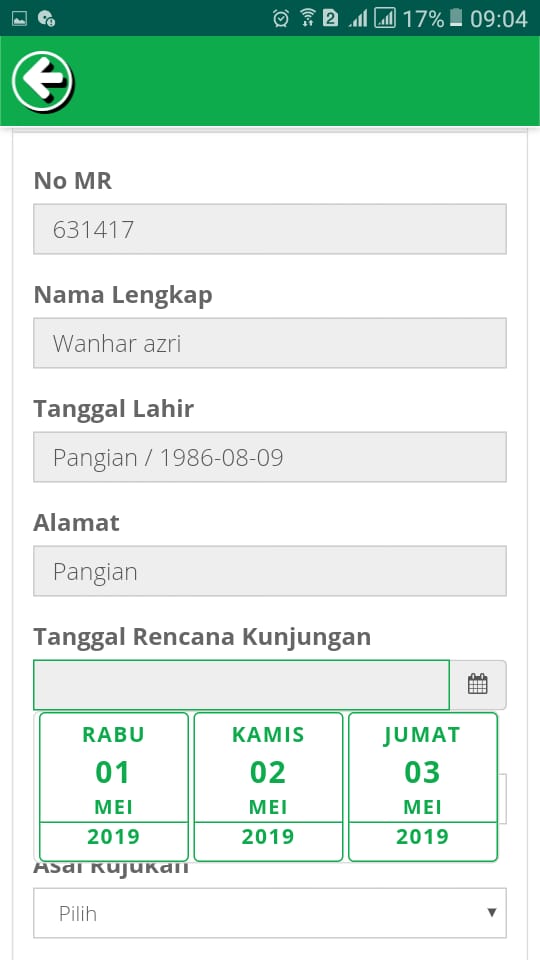 2 17% 09:04
No MR
631417
Nama Lengkap
Wanhar azri
Tanggal Lahir
Pangian / 1986-08-09
Alamat
Pangian
Tanggal Rencana Kunjungan
RABU KAMIS JUMAT
01 02 03
MEI MEI MEI
2019 2019 2019
Asal Rujukan
Pilih